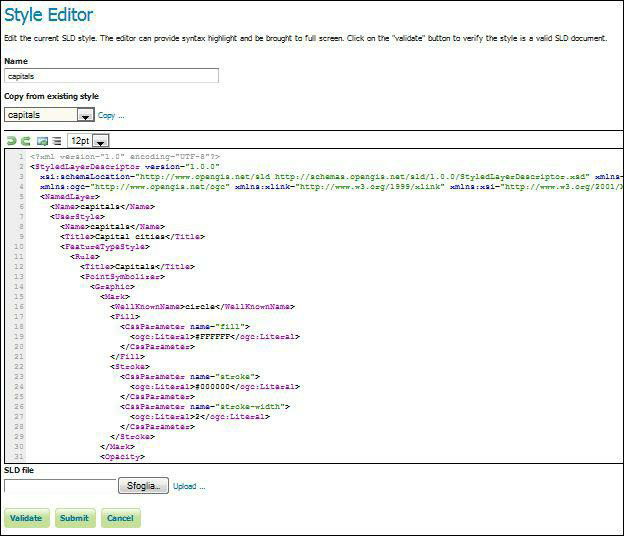 Style Editor
Edit the current SLD style. The editor can provide syntax highlight and be brought to full screen. Click on the "validate" button to verify the style is a valid SLD document.
Name
capitals
Copy from existing style
capitals Copy ...
12pt
1 <?xml version="1.0" encoding="UTF-8"?>
2 <StyledLayerDescriptor version="1.0.0"
3 xsi:schemaLocation="http://www.opengis.net/sld http://schemas.opengis.net/sld/1.0.0/StyledLayerDescriptor.xsd" xmlns=
4 xmlns:ogc="http://www.opengis.net/ogc" xmlns:xlink="http://www.w3.org/1999/xlink" xmlns:xsi="http://www.w3.org/2001/X
5 <NamedLayer>
6 <Name>capitals</Name>
7 <UserStyle>
8 <Name>capitals</Name>
9 <Title>Capital cities</Title>
10 <FeatureTypeStyle>
11 <Rule>
12 <Title>Capitals</Title>
13 <PointSymbolizer>
14 <Graphic>
15 <Mark>
16 <WellKnownName>circle</WellKnownName>
17 <Fill>
18 <CssParameter name="fill">
19 <ogc:Literal>#FFFFFF</ogc:Literal>
20 </CssParameter>
21 </Fill>
22 <Stroke>
23 <CssParameter name="stroke">
24 <ogc:Literal>#000000</ogc:Literal>
25 </CssParameter>
26 <CssParameter name="stroke-width">
27 <ogc:Literal>2</ogc:Literal>
28 </CssParameter>
29 </Stroke>
30 </Mark>
31 <Opacity>
SLD file
Sfoglia... Upload ...
Validate Submit Cancel